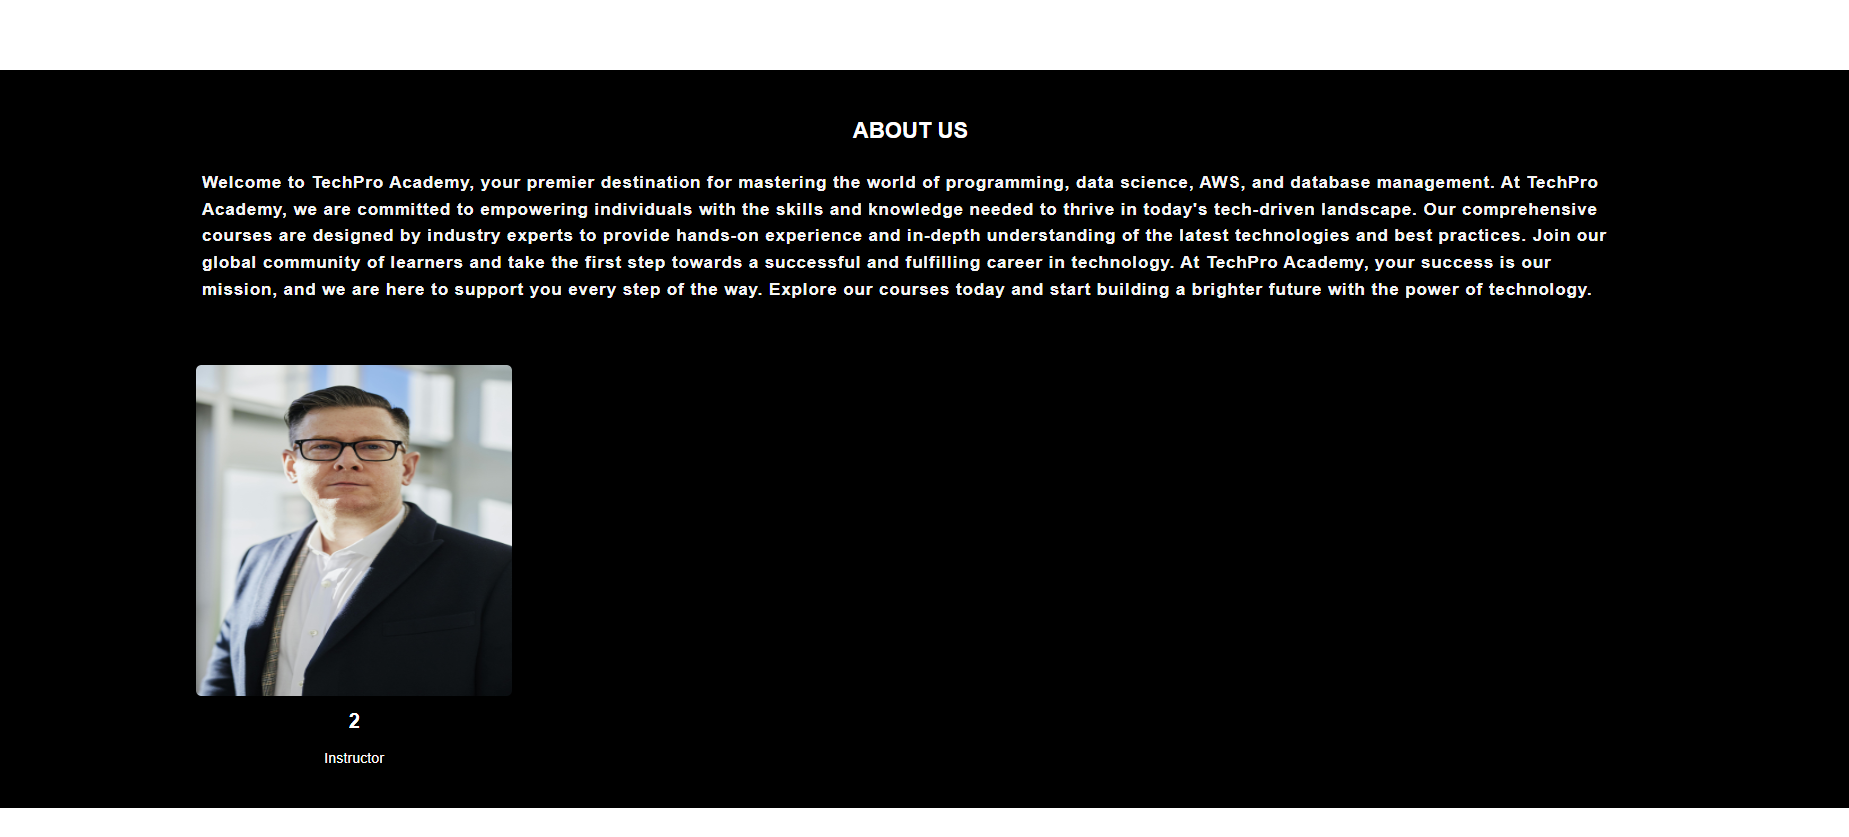 ABOUT US
Welcome to TechPro Academy, your premier destination for mastering the world of programming, data science, AWS, and database management. At TechPro
Academy, we are committed to empowering individuals with the skills and knowledge needed to thrive in today's tech-driven landscape. Our comprehensive
courses are designed by industry experts to provide hands-on experience and in-depth understanding of the latest technologies and best practices. Join our
global community of learners and take the first step towards a successful and fulfilling career in technology. At TechPro Academy, your success is our
mission, and we are here to support you every step of the way. Explore our courses today and start building a brighter future with the power of technology.
2
Instructor